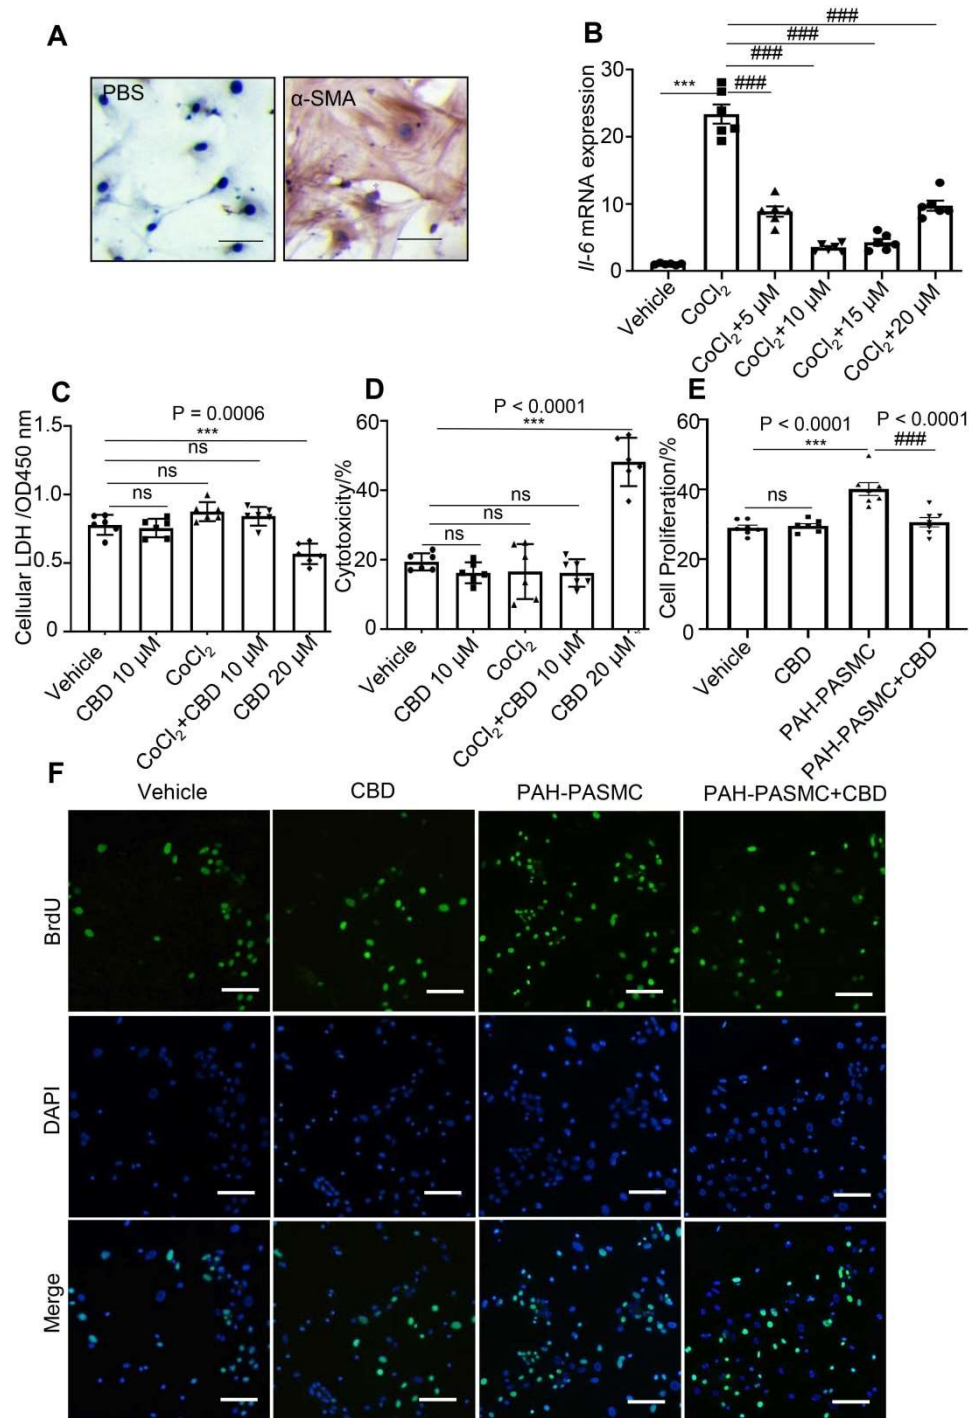 A
PBS
α-SMA
B
###
###
###
*** ###
30
20
10
0
Il-6 mRNA expression
Vehicle
CoCl₂
CoCl₂+5 μM
CoCl₂+10 μM
CoCl₂+15 μM
CoCl₂+20 μM
C
P = 0.0006
***
ns
ns
ns
1.5
1.0
0.5
0.0
Cellular LDH /OD450 nm
Vehicle
CBD 10 μM
CoCl₂
CoCl₂+CBD 10 μM
CBD 20 μM
D
P < 0.0001
***
ns
ns
ns
60
40
20
0
Cytotoxicity/%
Vehicle
CBD 10 μM
CoCl₂
CoCl₂+CBD 10 μM
CBD 20 μM
E
P < 0.0001
P < 0.0001
***
###
ns
60
40
20
0
Cell Proliferation/%
Vehicle
CBD
PAH-PASMC
PAH-PASMC+CBD
F
Vehicle CBD PAH-PASMC PAH-PASMC+CBD
BrdU
DAPI
Merge